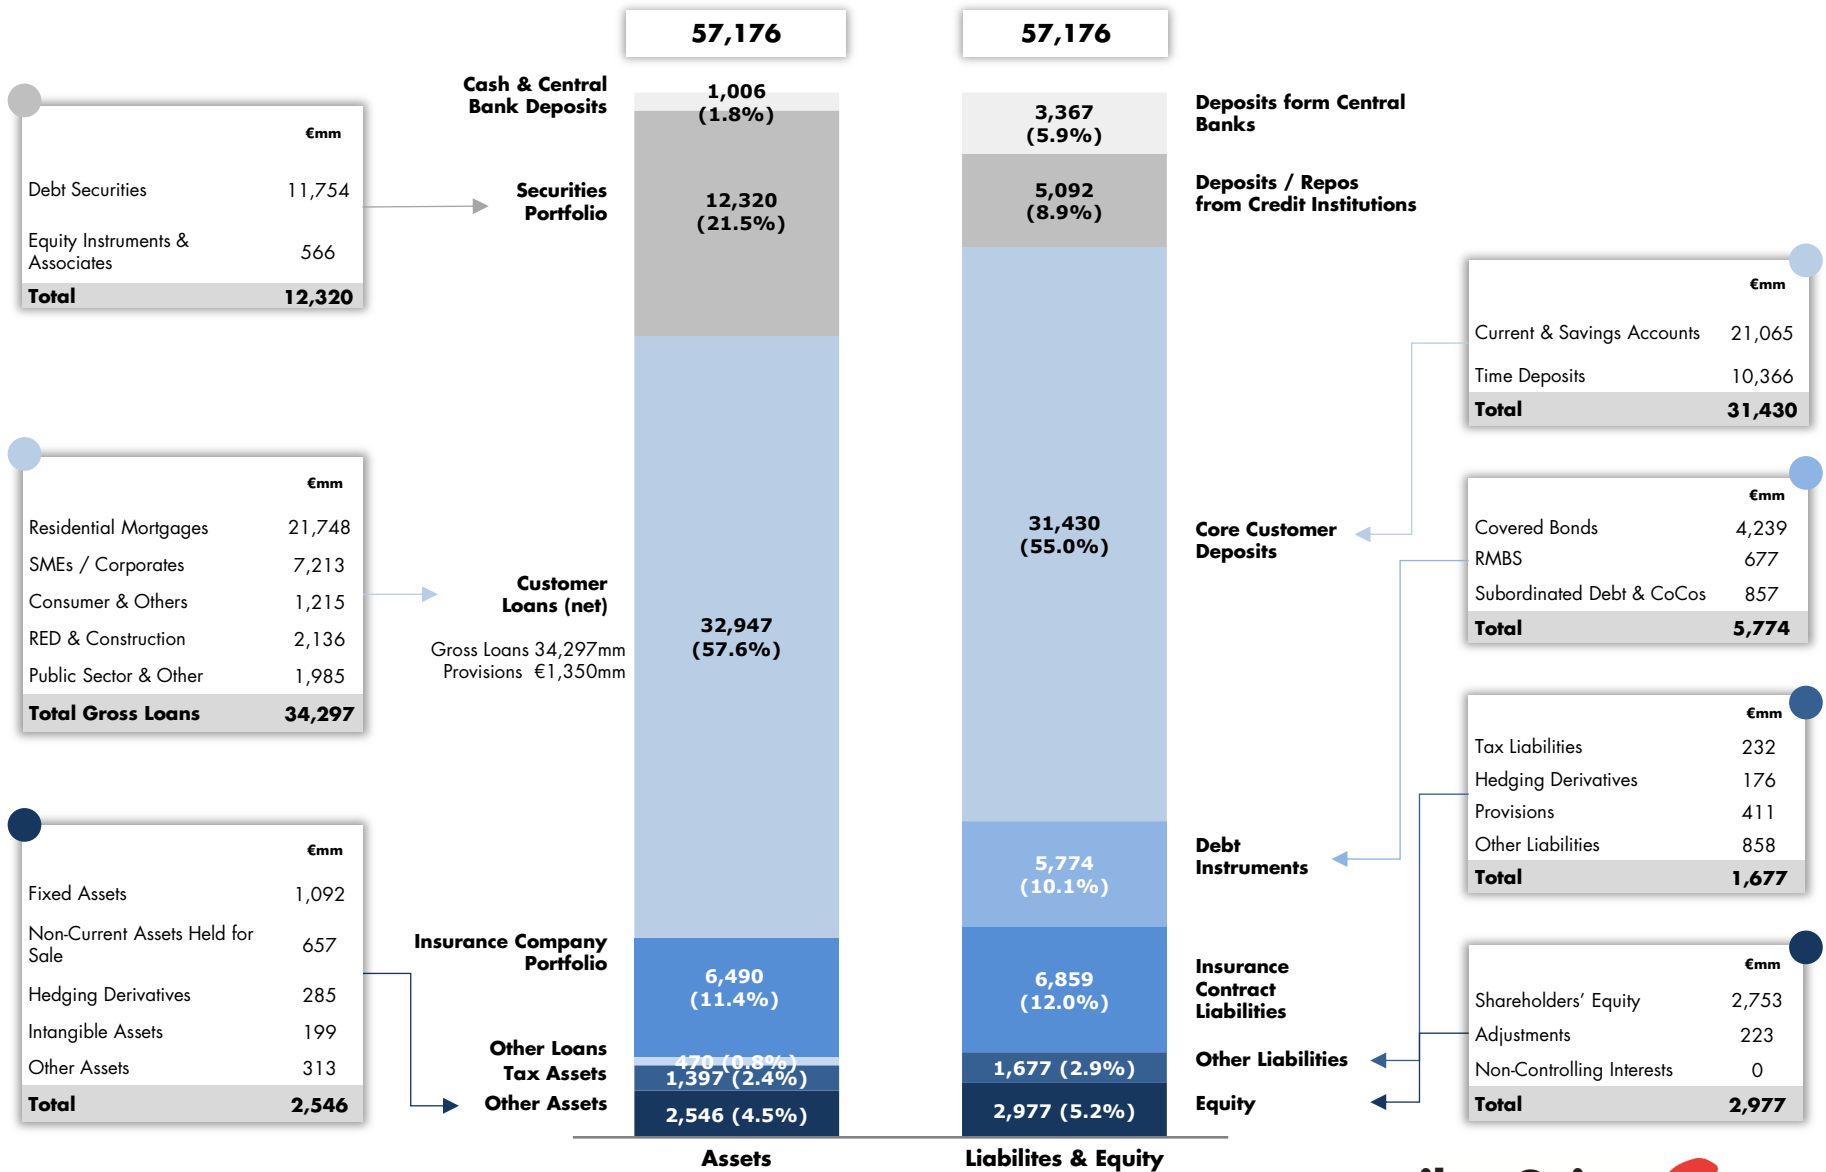 57,176
57,176
Cash & Central
Bank Deposits
1,006
(1.8%)
3,367
(5.9%)
Deposits form Central
Banks
€mm
Debt Securities 11,754
Equity Instruments &
Associates 566
Total 12,320
Securities
Portfolio
12,320
(21.5%)
5,092
(8.9%)
Deposits / Repos
from Credit Institutions
€mm
Current & Savings Accounts 21,065
Time Deposits 10,366
Total 31,430
€mm
Residential Mortgages 21,748
SMEs / Corporates 7,213
Consumer & Others 1,215
RED & Construction 2,136
Public Sector & Other 1,985
Total Gross Loans 34,297
Customer
Loans (net)
Gross Loans 34,297mm
Provisions €1,350mm
32,947
(57.6%)
31,430
(55.0%)
Core Customer
Deposits
€mm
Covered Bonds 4,239
RMBS 677
Subordinated Debt & CoCos 857
Total 5,774
€mm
Tax Liabilities 232
Hedging Derivatives 176
Provisions 411
Other Liabilities 858
Total 1,677
5,774
(10.1%)
Debt
Instruments
€mm
Fixed Assets 1,092
Non-Current Assets Held for
Sale 657
Hedging Derivatives 285
Intangible Assets 199
Other Assets 313
Total 2,546
Insurance Company
Portfolio
6,490
(11.4%)
6,859
(12.0%)
Insurance
Contract
Liabilities
€mm
Shareholders’ Equity 2,753
Adjustments 223
Non-Controlling Interests 0
Total 2,977
Other Loans 470 (0.8%)
Tax Assets 1,397 (2.4%)
Other Assets 2,546 (4.5%)
1,677 (2.9%) Other Liabilities
2,977 (5.2%) Equity
Assets
Liabilites & Equity